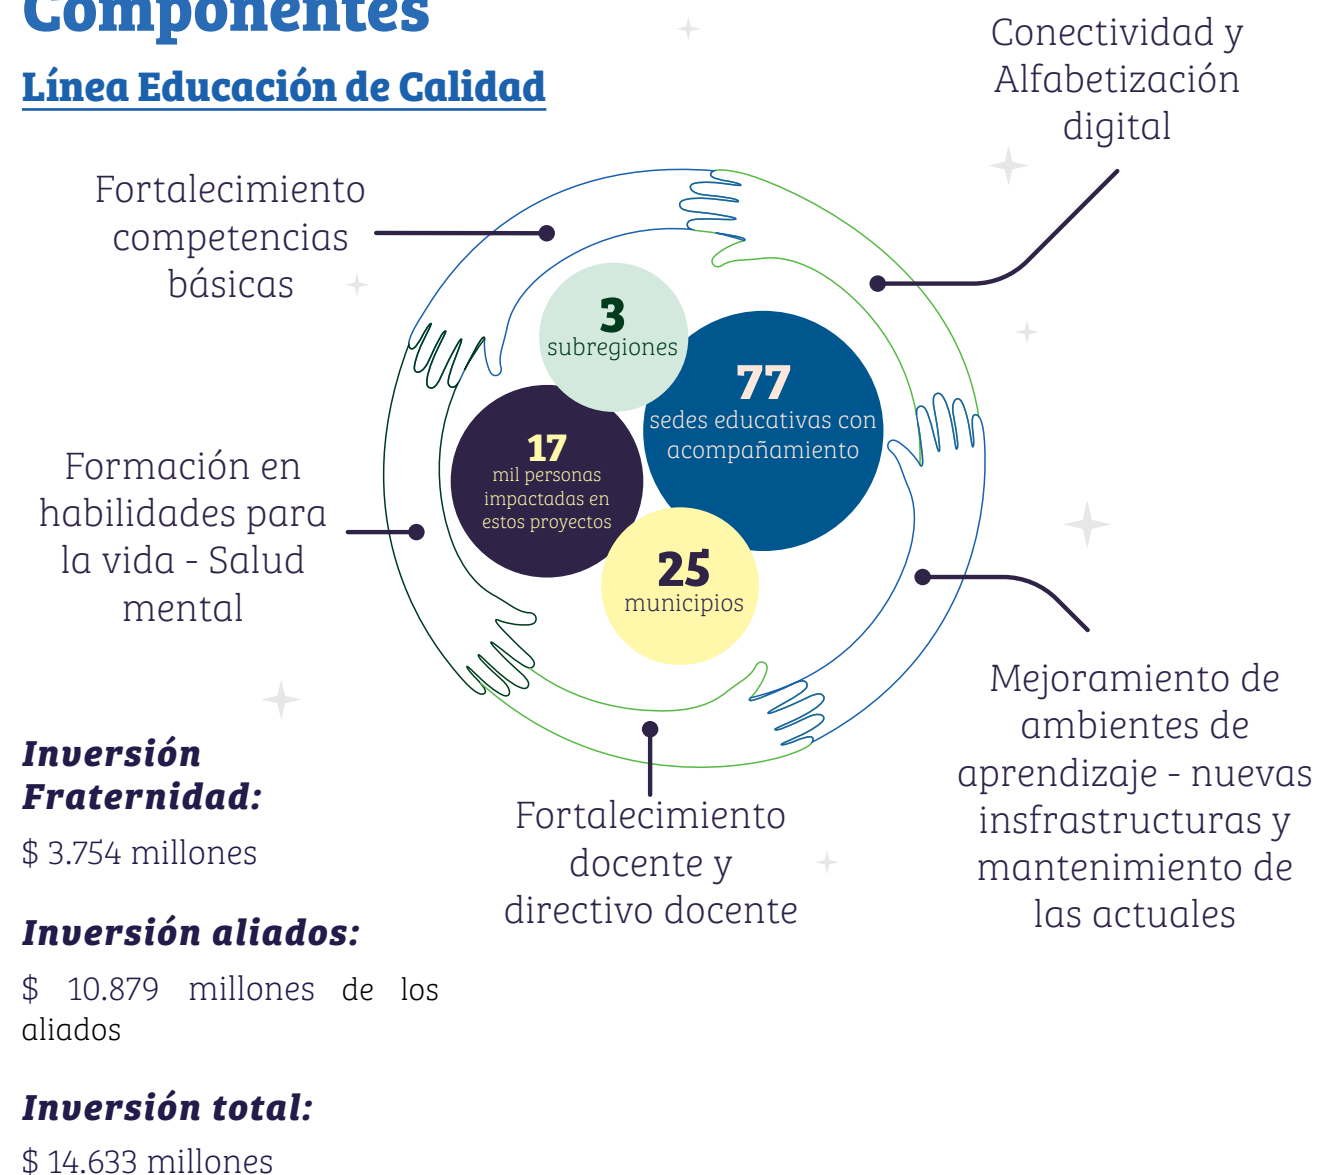 Componentes
Línea Educación de Calidad
Conectividad y
Alfabetización
digital
Fortalecimiento
competencias
básicas
3
subregiones
77
sedes educativas con
acompañamiento
17
mil personas
impactadas en
estos proyectos
25
municipios
Formación en
habilidades para
la vida - Salud
mental
Mejoramiento de
ambientes de
aprendizaje - nuevas
insfrastructuras y
mantenimiento de
las actuales
Fortalecimiento
docente y
directivo docente
Inversión
Fraternidad:
$ 3.754 millones
Inversión aliados:
$ 10.879 millones de los
aliados
Inversión total:
$ 14.633 millones